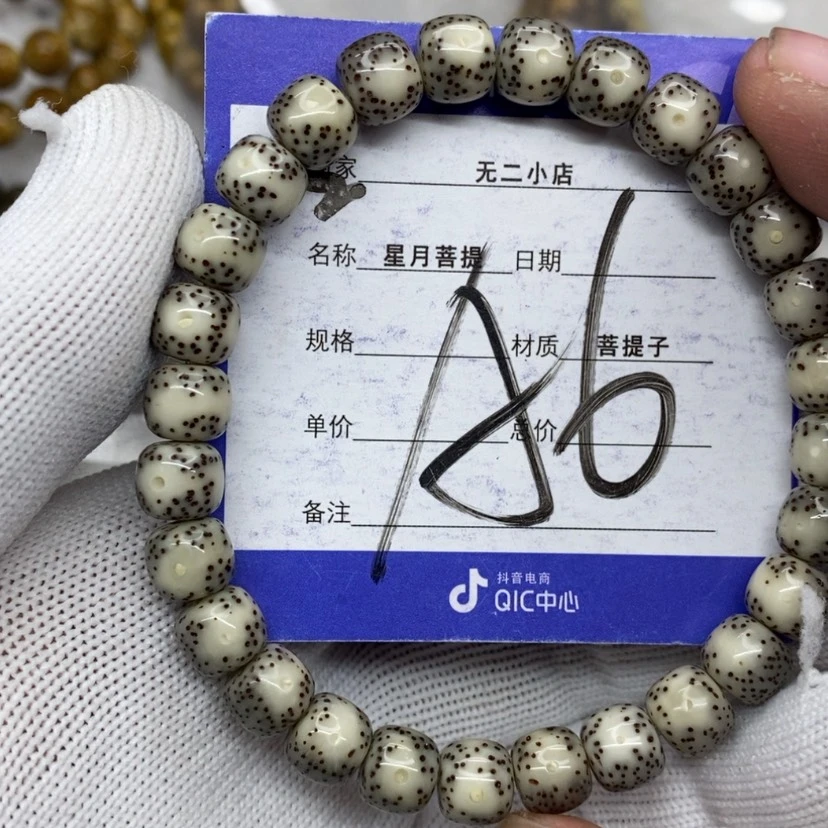 家 无二小店
名称 星月菩提 日期
规格 材质 菩提子
单价 总价
备注
A6
抖音电商
QIC中心